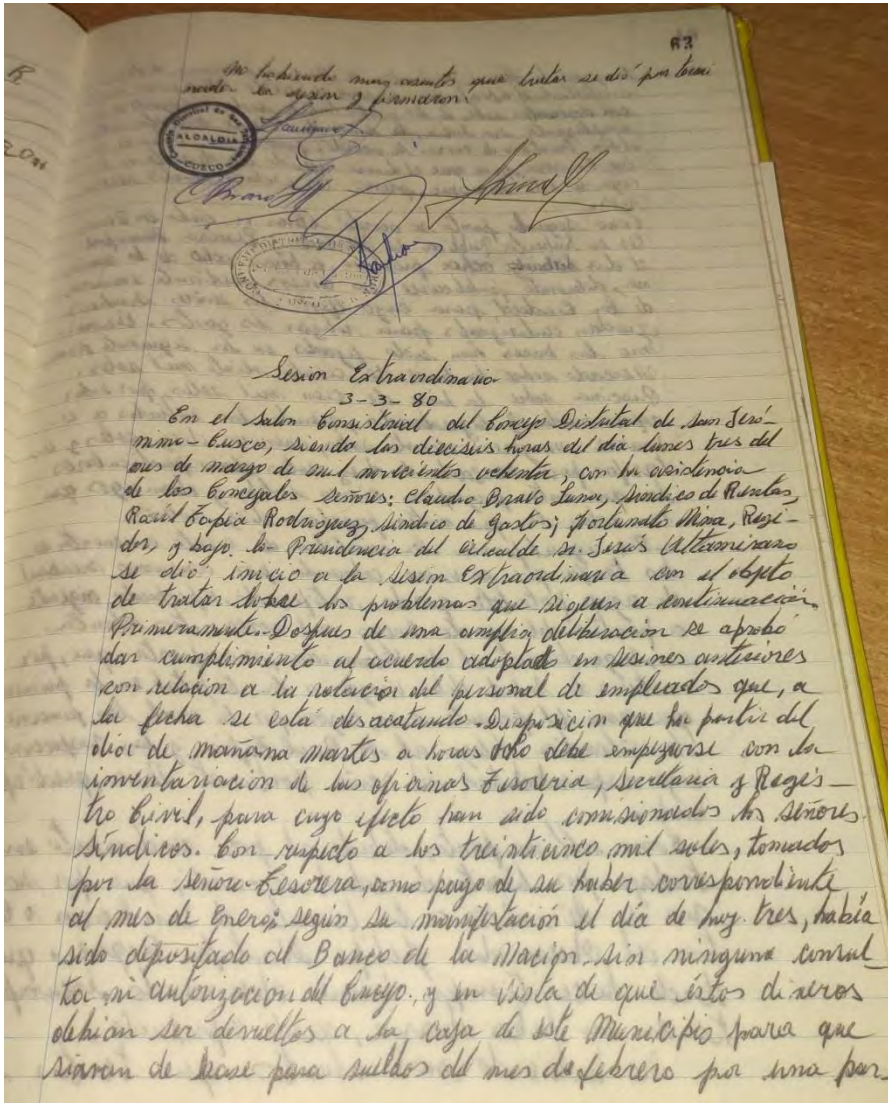 63
No habiendo mas asuntos que tratar se dió por termi
nada la sesión y firmaron.
ALCALDIA
CUSCO
Sesion Extraordinaria
3-3-80
En el Salon Consistorial del Concejo Distrital de San Jeró-
nimo-Cusco, siendo las dieciseis horas del dia lunes tres del
mes de marzo de mil novecientos ochenta, con la asistencia
de los Concejales señores: Claudio Bravo Luna, Sindico de Rentas,
Raúl Tapia Rodriguez, Sindico de Gastos; Fortunato Mina, Regi-
dor, y bajo la Presidencia del Alcalde sr. Jesús Altamirano
se dió inicio a la Sesión Extraordinaria con el objeto
de tratar sobre los problemas que sigeren a continuación.
Primeramente. Despues de una amplia deliberación se aprobó
dar cumplimiento al acuerdo adoptado en sesines anteriores
con relación a la rotación del personal de empleados que, a
la fecha se está desacatando. Disposición que ha partir del
dia de mañana martes a horas ocho debe empezarse con la
inventariación de las oficinas Tesoreria, Secretaria y Regis-
tro Civil, para cuyo efecto han sido comisionados los señores
Síndicos. Con respecto a los treinticinco mil soles, tomados
por la señora Tesorera, como pago de su haber correspondiente
al mes de Enero; según su manifestación el día de hoy tres, había
sido depositado al Banco de la Nación sin ninguna consul-
ta ni autorización del Concejo, y en vista de que éstos dineros
debian ser devueltos a la caja de este Municipio para que
sirvan de base para sueldos del mes de febrero por una par-